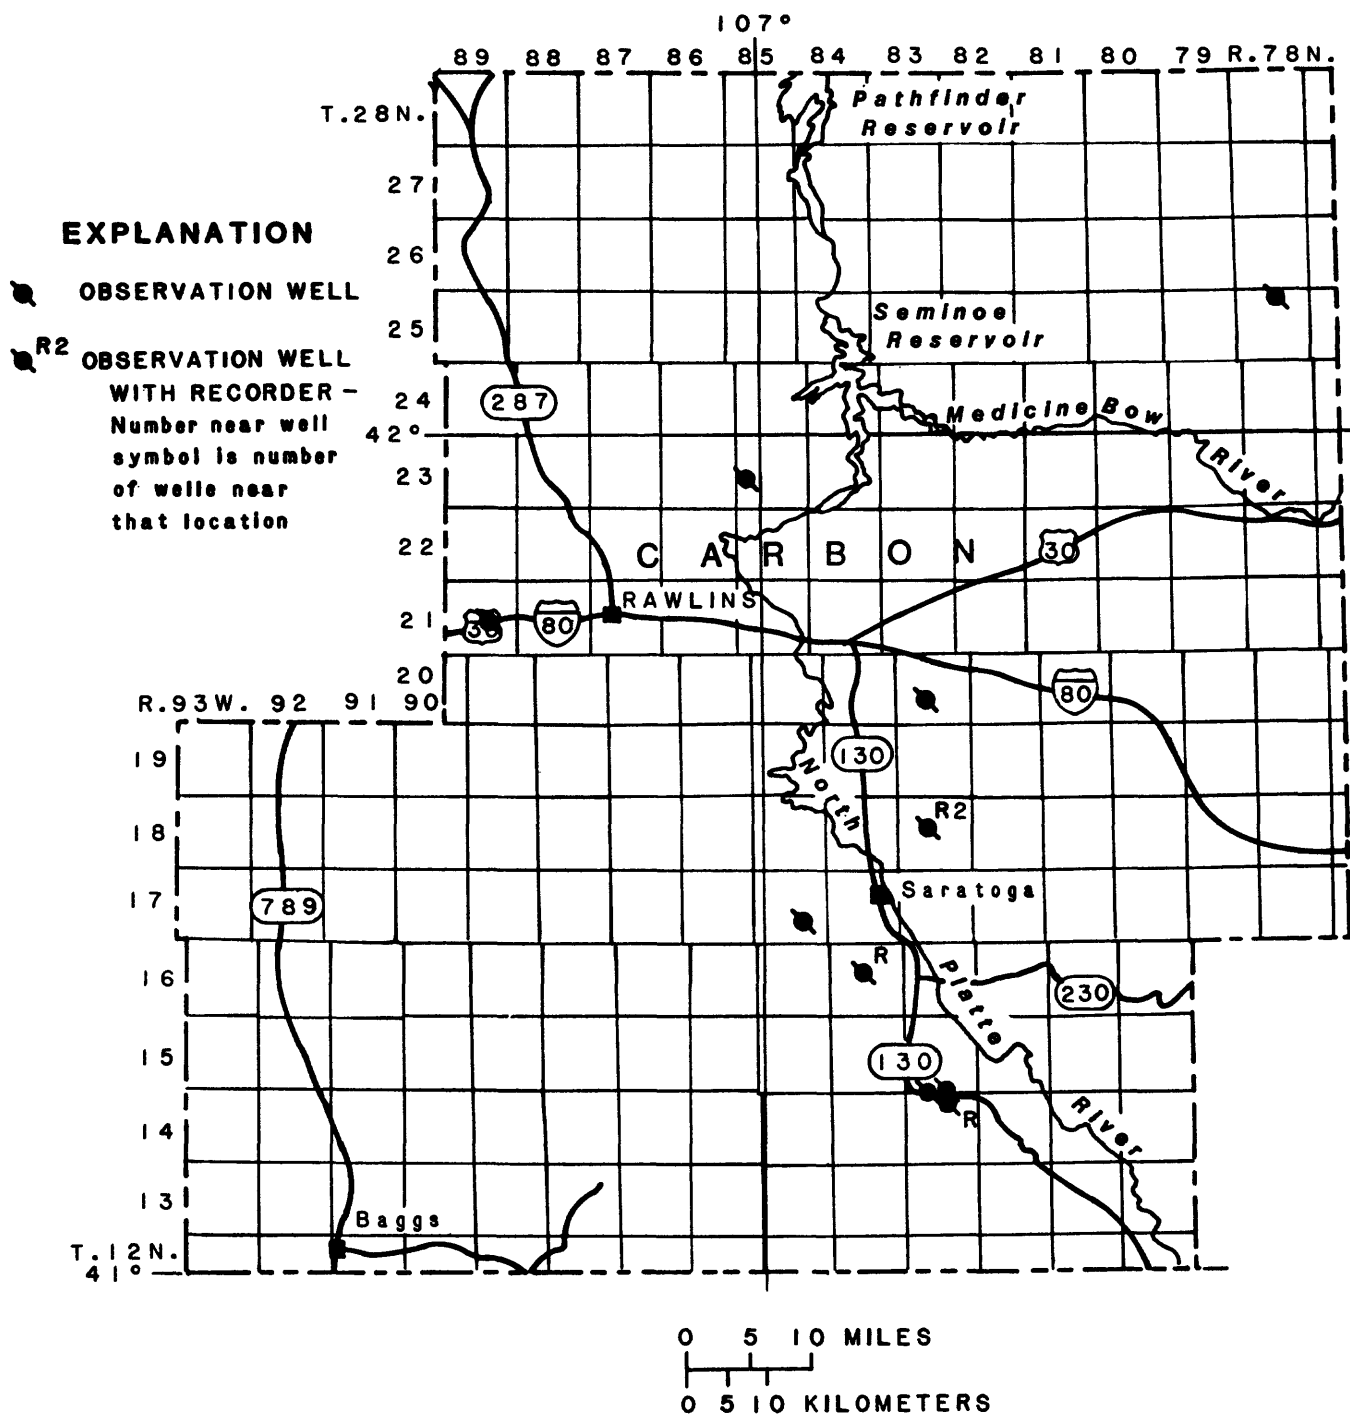 107°
89 88 87 86 85 84 83 82 81 80 79 R.78N.
T.28N.
Pathfinder
Reservoir
27
EXPLANATION
26
OBSERVATION WELL
Seminoe
Reservoir
25
R2 OBSERVATION WELL
WITH RECORDER –
Number near well
symbol is number
of welle near
that location
24
287
Medicine Bow
River
42°
23
22
CARBON
30
RAWLINS
21
30
80
20
80
R.93W. 92 91 90
19
130
North
18
R2
17
Saratoga
789
R
16
Platte
230
15
130
14
R
River
13
Baggs
T.12N.
41°
0 5 10 MILES
0 5 10 KILOMETERS